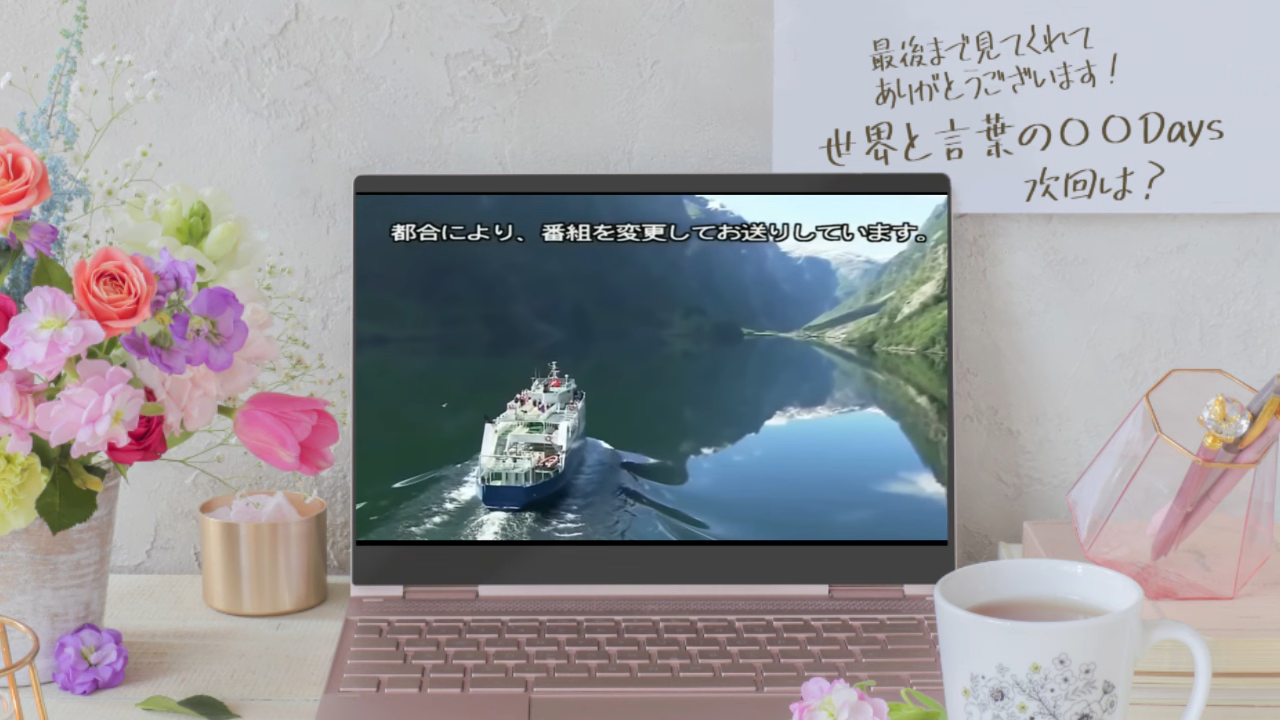 最後まで見てくれて
ありがとうございます!
世界と言葉の〇〇Days
次回は?
都合により、番組を変更してお送りしています。